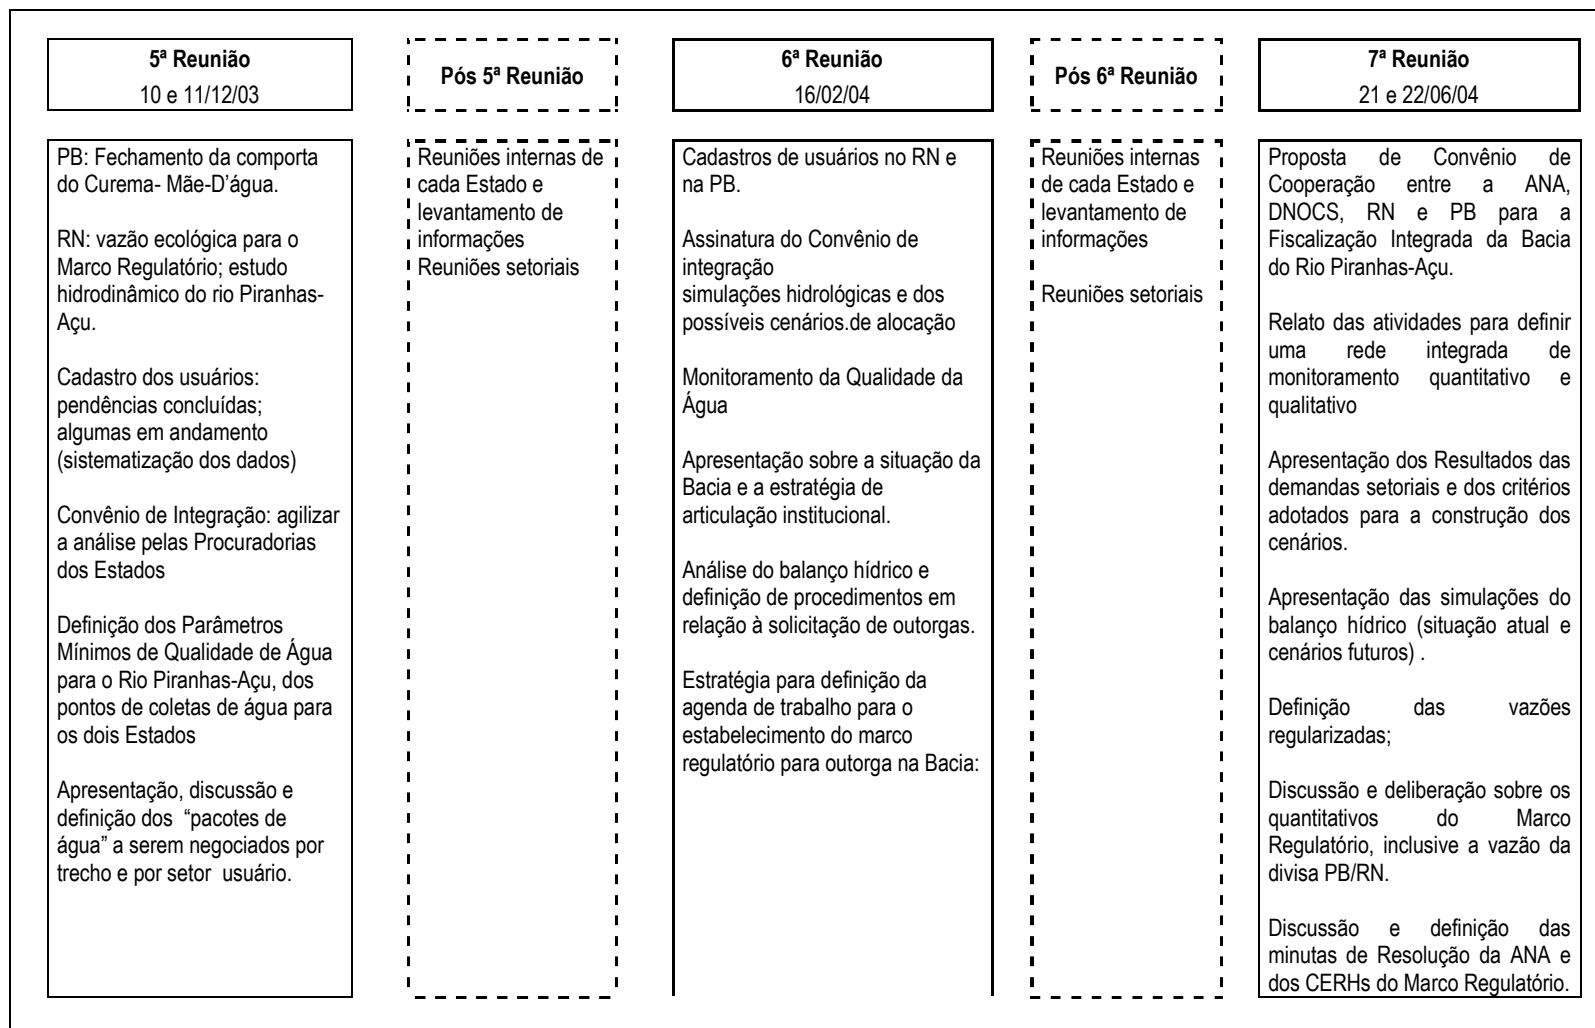 5ª Reunião
10 e 11/12/03
Pós 5ª Reunião
6ª Reunião
16/02/04
Pós 6ª Reunião
7ª Reunião
21 e 22/06/04
PB: Fechamento da comporta
do Curema- Mãe-D’água.
RN: vazão ecológica para o
Marco Regulatório; estudo
hidrodinâmico do rio Piranhas-
Açu.
Cadastro dos usuários:
pendências concluídas;
algumas em andamento
(sistematização dos dados)
Convênio de Integração: agilizar
a análise pelas Procuradorias
dos Estados
Definição dos Parâmetros
Mínimos de Qualidade de Água
para o Rio Piranhas-Açu, dos
pontos de coletas de água para
os dois Estados
Apresentação, discussão e
definição dos “pacotes de
água” a serem negociados por
trecho e por setor usuário.
Reuniões internas de
cada Estado e
levantamento de
informações
Reuniões setoriais
Cadastros de usuários no RN e
na PB.
Assinatura do Convênio de
integração
simulações hidrológicas e dos
possíveis cenários.de alocação
Monitoramento da Qualidade da
Água
Apresentação sobre a situação da
Bacia e a estratégia de
articulação institucional.
Análise do balanço hídrico e
definição de procedimentos em
relação à solicitação de outorgas.
Estratégia para definição da
agenda de trabalho para o
estabelecimento do marco
regulatório para outorga na Bacia:
Reuniões internas
de cada Estado e
levantamento de
informações
Reuniões setoriais
Proposta de Convênio de
Cooperação entre a ANA,
DNOCS, RN e PB para a
Fiscalização Integrada da Bacia
do Rio Piranhas-Açu.
Relato das atividades para definir
uma rede integrada de
monitoramento quantitativo e
qualitativo
Apresentação dos Resultados das
demandas setoriais e dos critérios
adotados para a construção dos
cenários.
Apresentação das simulações do
balanço hídrico (situação atual e
cenários futuros) .
Definição das vazões
regularizadas;
Discussão e deliberação sobre os
quantitativos do Marco
Regulatório, inclusive a vazão da
divisa PB/RN.
Discussão e definição das
minutas de Resolução da ANA e
dos CERHs do Marco Regulatório.